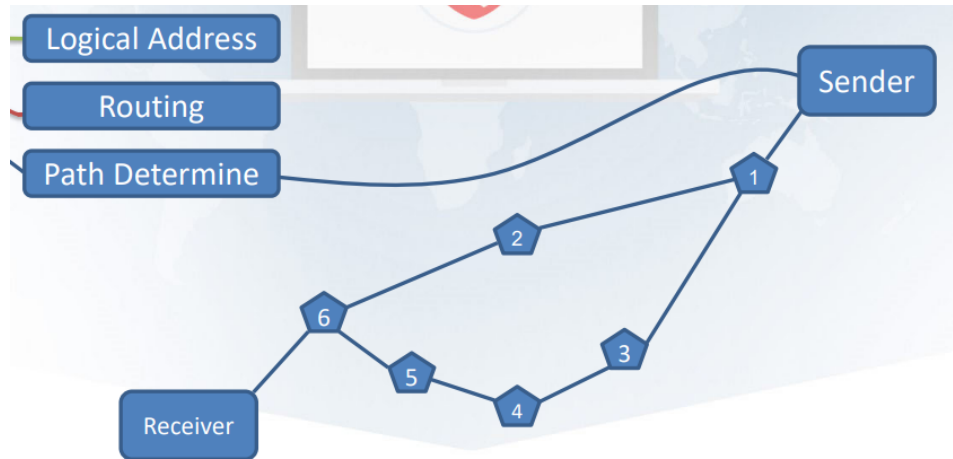 Logical Address
Routing
Path Determine
Sender
1
2
3
6
5
4
Receiver